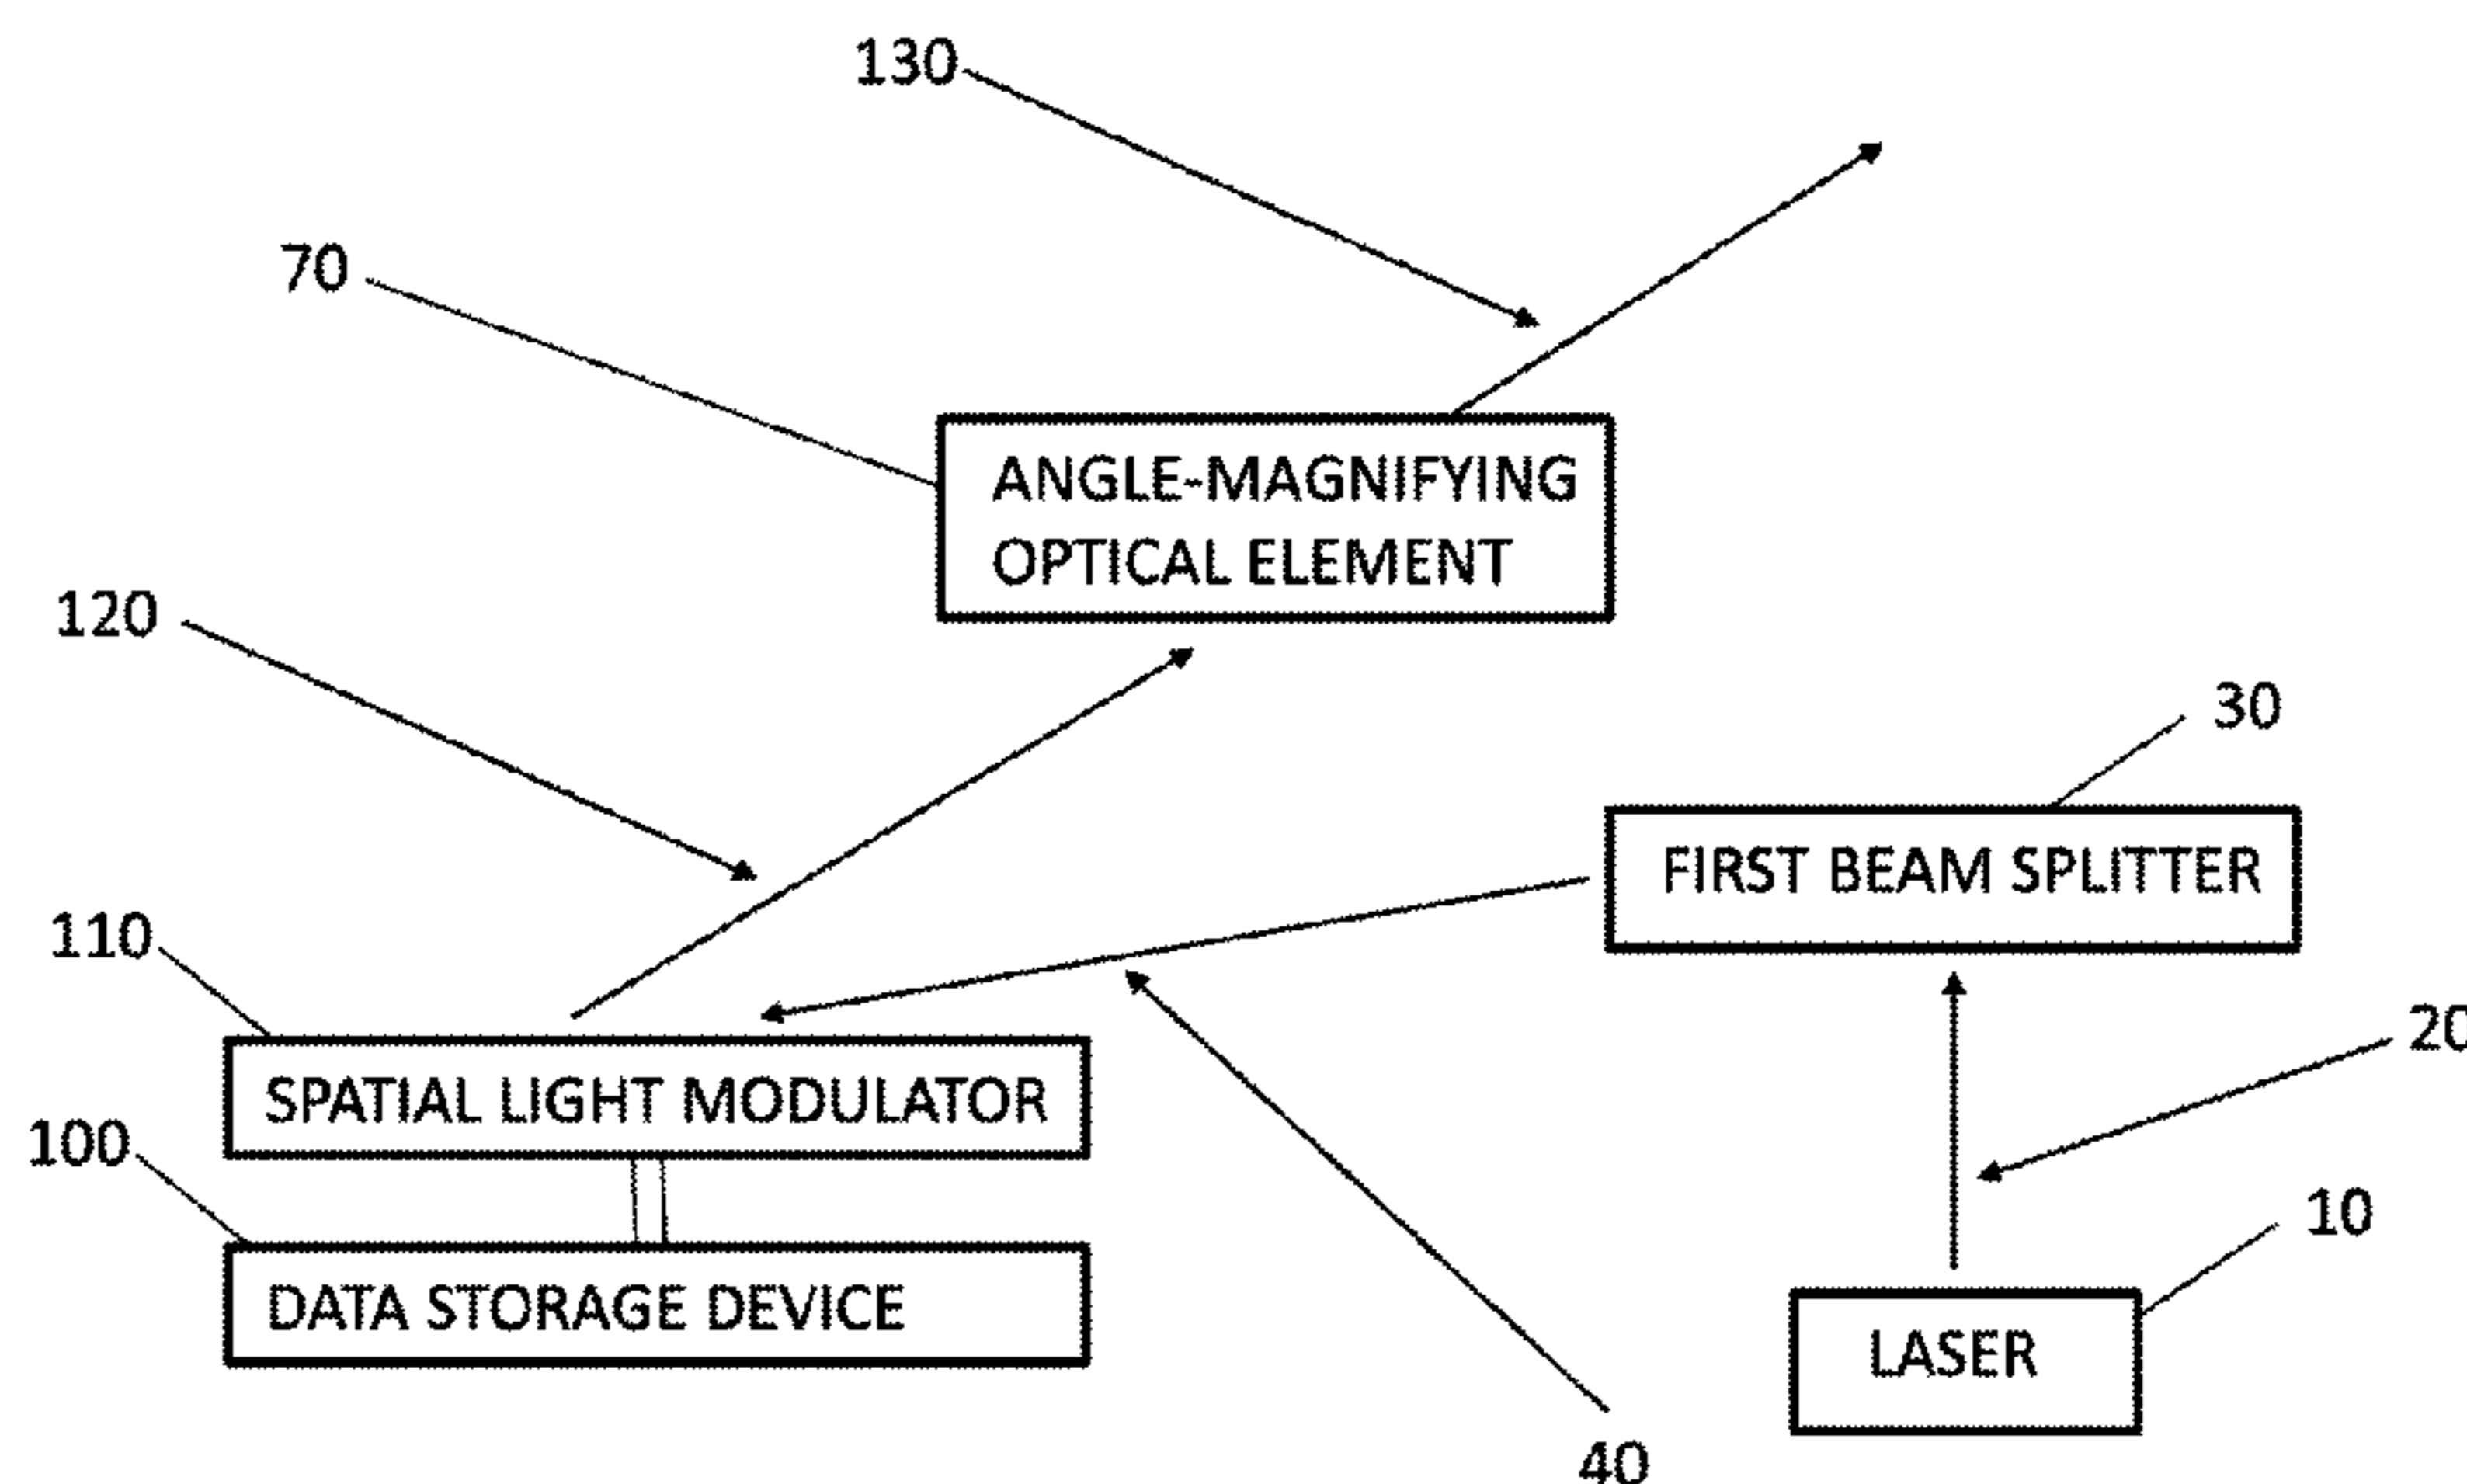 130
70
ANGLE-MAGNIFYING
OPTICAL ELEMENT
120
30
FIRST BEAM SPLITTER
110
20
SPATIAL LIGHT MODULATOR
100
10
DATA STORAGE DEVICE
LASER
40